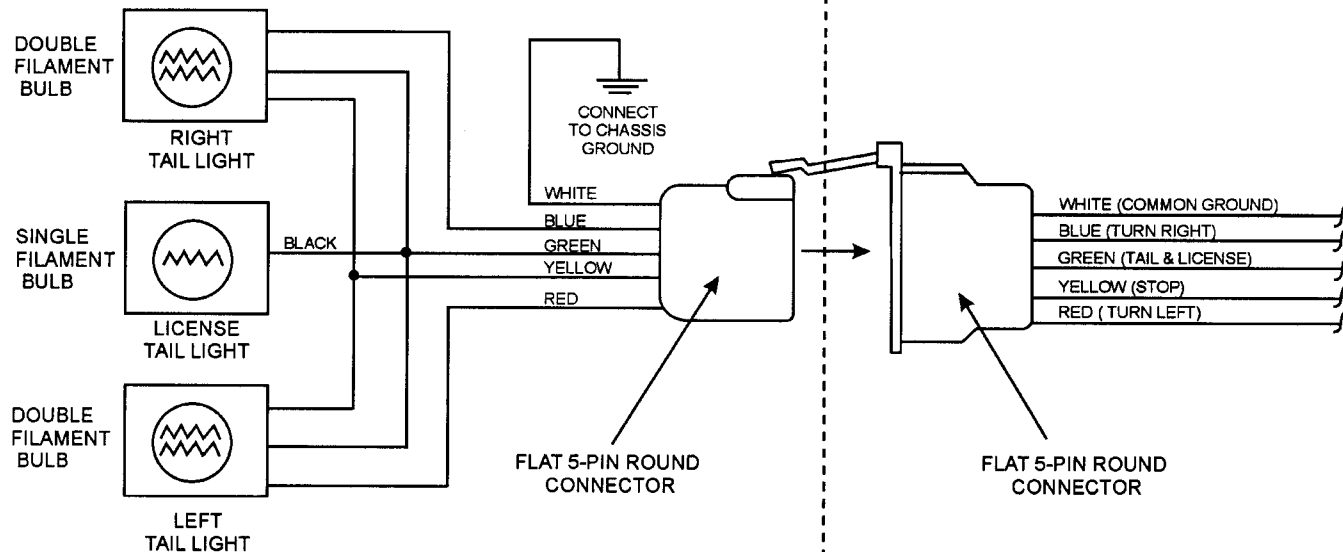 DOUBLE
FILAMENT
BULB
RIGHT
TAIL LIGHT
SINGLE
FILAMENT
BULB
BLACK
LICENSE
TAIL LIGHT
DOUBLE
FILAMENT
BULB
LEFT
TAIL LIGHT
CONNECT
TO CHASSIS
GROUND
WHITE
BLUE
GREEN
YELLOW
RED
FLAT 5-PIN ROUND
CONNECTOR
WHITE (COMMON GROUND)
BLUE (TURN RIGHT)
GREEN (TAIL & LICENSE)
YELLOW (STOP)
RED ( TURN LEFT)
FLAT 5-PIN ROUND
CONNECTOR